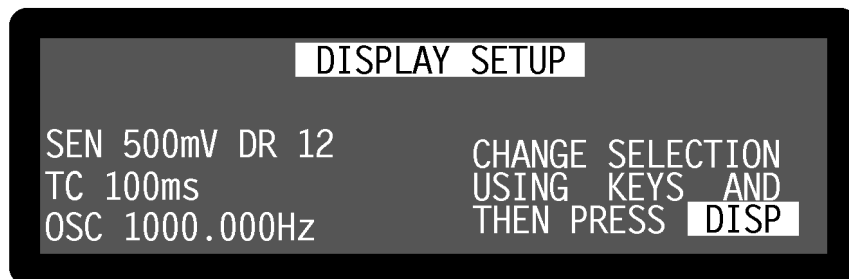 DISPLAY SETUP
SEN 500mV DR 12
TC 100ms
OSC 1000.000Hz
CHANGE SELECTION
USING KEYS AND
THEN PRESS DISP